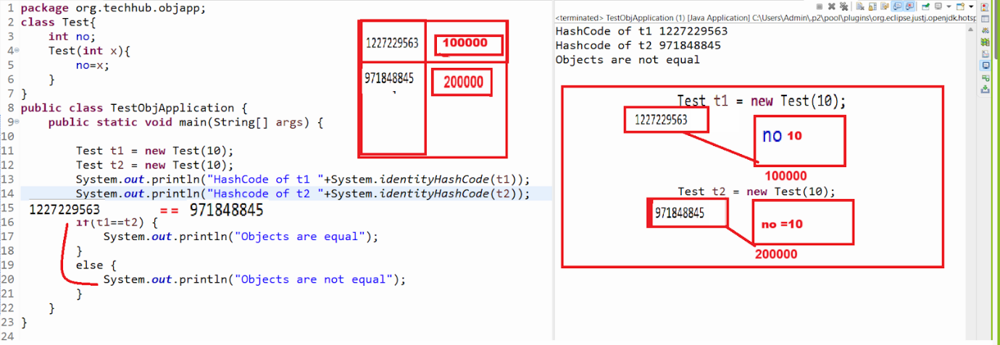 1 package org.techhub.objapp;
2 class Test{
3 int no;
4 Test(int x){
5 no=x;
6 }
7 }
8 public class TestObjApplication {
9 public static void main(String[] args) {
10
11 Test t1 = new Test(10);
12 Test t2 = new Test(10);
13 System.out.println("HashCode of t1 "+System.identityHashCode(t1));
14 System.out.println("Hashcode of t2 "+System.identityHashCode(t2));
15 1227229563 == 971848845
16 if(t1==t2) {
17 System.out.println("Objects are equal");
18 }
19 else {
20 System.out.println("Objects are not equal");
21 }
22 }
23 }
24
1227229563 100000
971848845 200000
<terminated> TestObjApplication (1) [Java Application] C:\Users\Admin\.p2\pool\plugins\org.eclipse.justj.openjdk.hotsp
HashCode of t1 1227229563
Hashcode of t2 971848845
Objects are not equal
Test t1 = new Test(10);
1227229563
no 10
100000
Test t2 = new Test(10);
971848845
no =10
200000